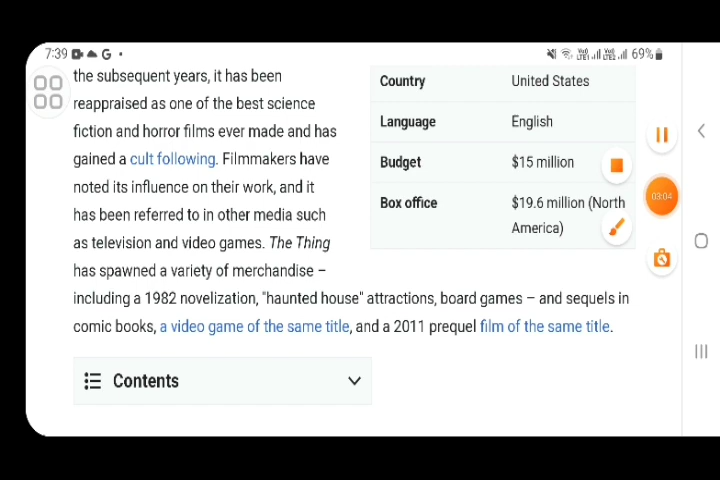 7:39 G • 69%
the subsequent years, it has been
reappraised as one of the best science
fiction and horror films ever made and has
gained a cult following. Filmmakers have
noted its influence on their work, and it
has been referred to in other media such
as television and video games. The Thing
has spawned a variety of merchandise –
including a 1982 novelization, "haunted house" attractions, board games – and sequels in
comic books, a video game of the same title, and a 2011 prequel film of the same title.
Country United States
Language English
Budget $15 million
Box office $19.6 million (North
America)
03:04
Contents